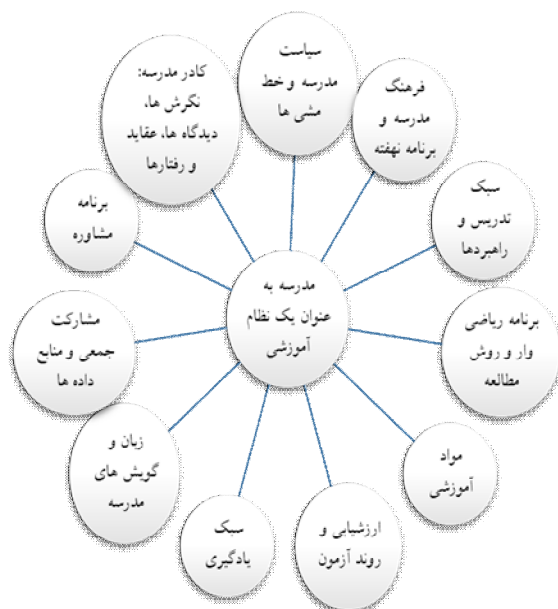 سیاست
مدرسه و خط
مشی ها
فرهنگ
مدرسه و
برنامه نهفته
سبک
تدریس و
راهبردها
برنامه ریاضی
وار و روش
مطالعه
مواد
آموزشی
ارزشیابی و
روند آزمون
سبک
یادگیری
زبان و
گویش های
مدرسه
مشارکت
جمعی و منابع
داده ها
برنامه
مشاوره
کادر مدرسه:
نگرش ها،
دیدگاه ها، عقاید
و رفتارها
مدرسه به
عنوان یک نظام
آموزشی